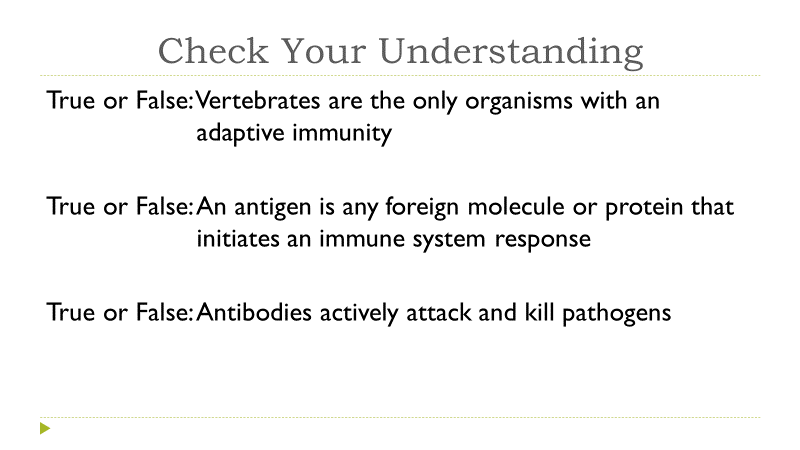 Check Your Understanding
True or False: Vertebrates are the only organisms with an
adaptive immunity
True or False: An antigen is any foreign molecule or protein that
initiates an immune system response
True or False: Antibodies actively attack and kill pathogens